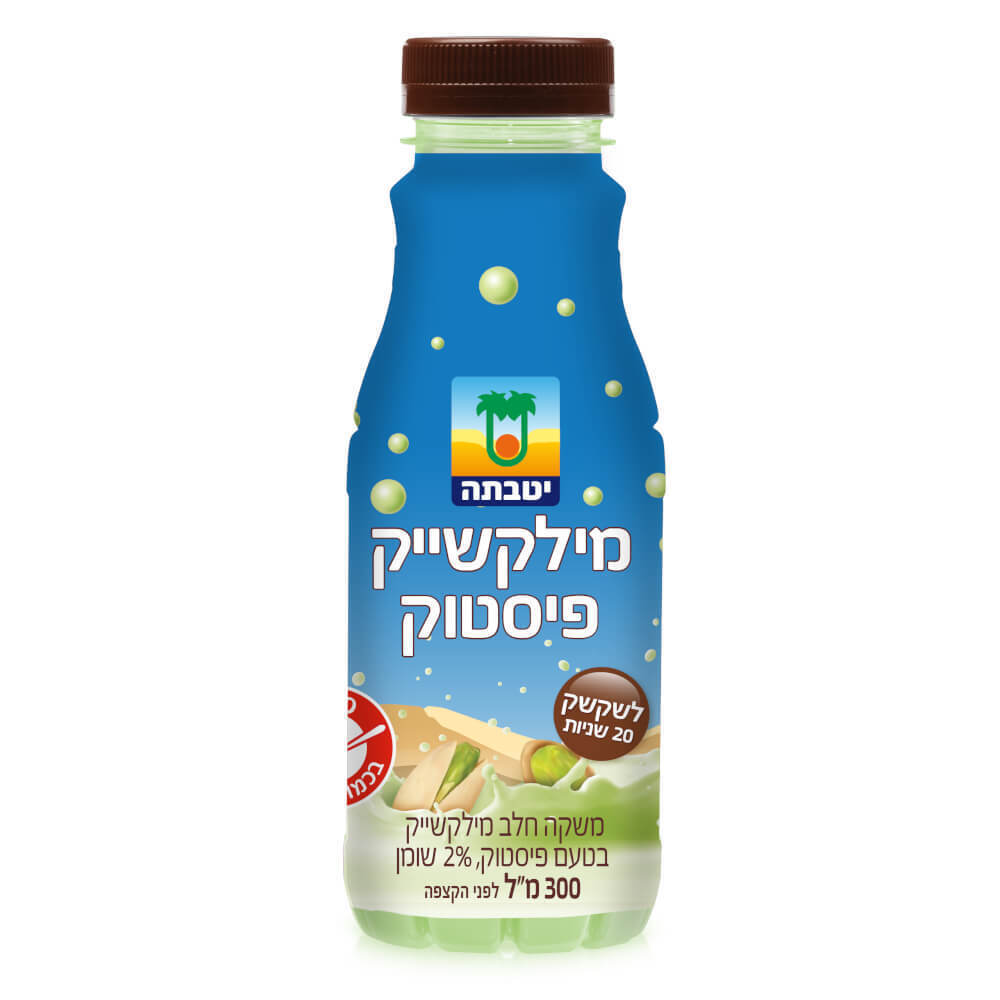 יטבתה
מילקשייק
פיסטוק
לשקשק
20 שניות
משקה חלב מילקשייק
בטעם פיסטוק, 2% שומן
300 מ"ל לפני הקצפה